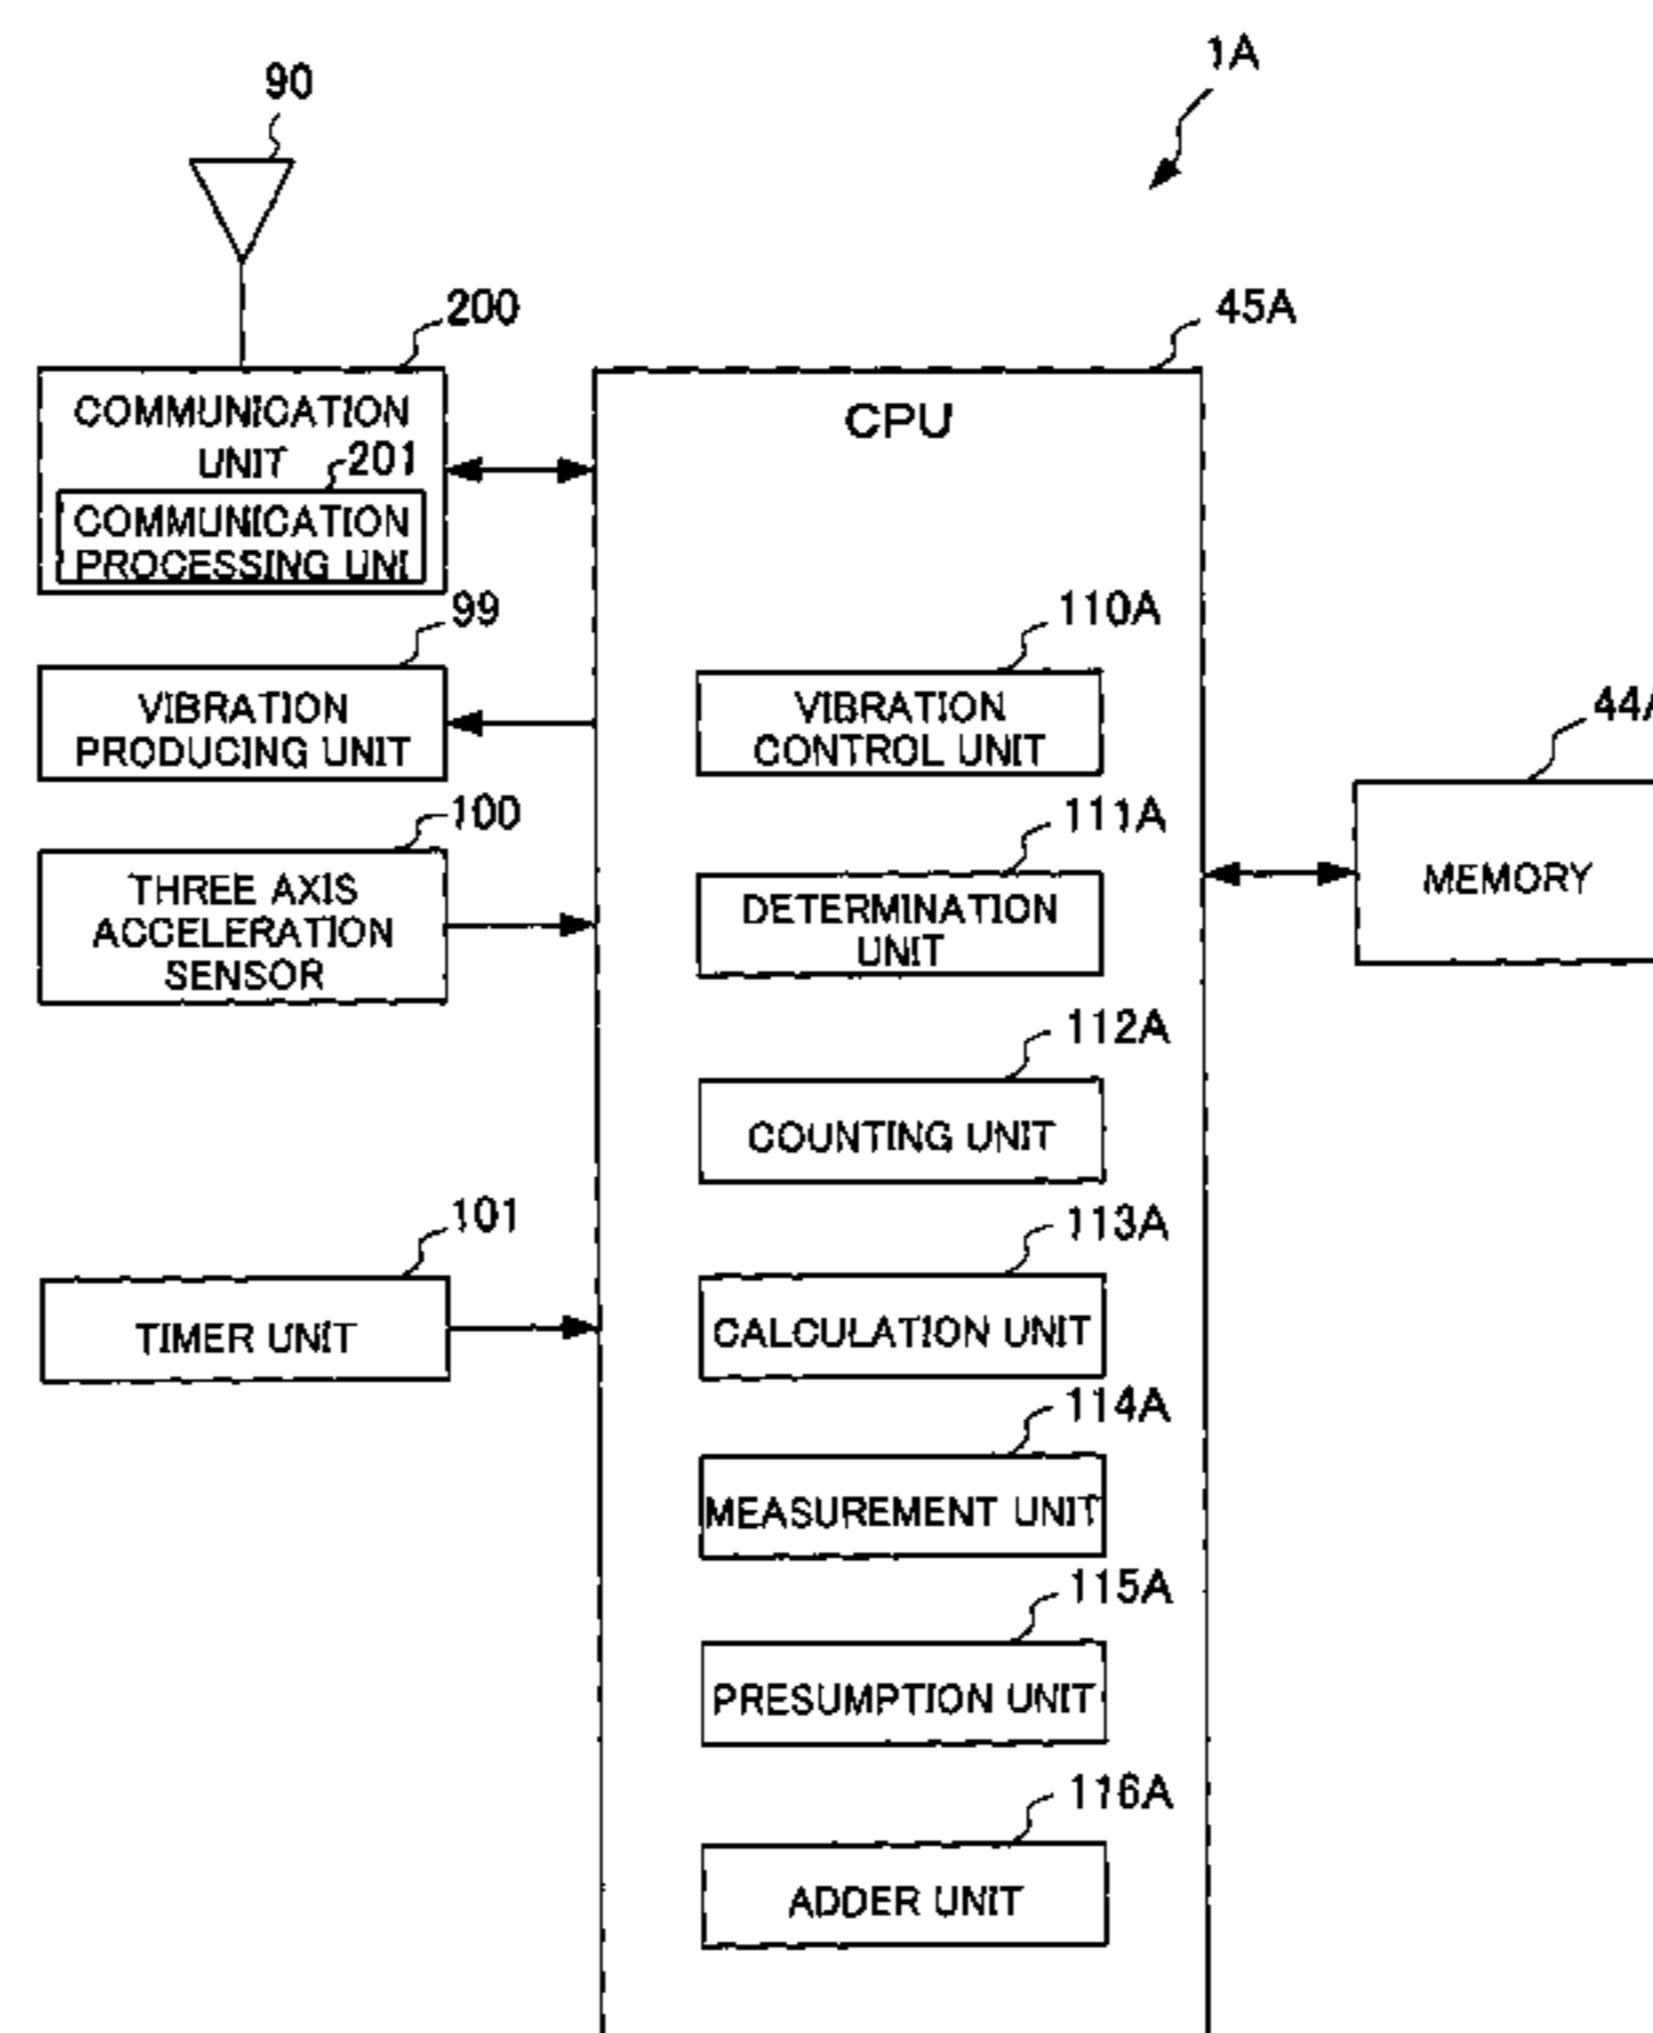 1A
90
200
45A
COMMUNICATION
UNIT
201
COMMUNICATION
PROCESSING UNI
CPU
99
VIBRATION
PRODUCING UNIT
110A
VIBRATION
CONTROL UNIT
44A
100
THREE AXIS
ACCELERATION
SENSOR
111A
DETERMINATION
UNIT
MEMORY
112A
COUNTING UNIT
101
TIMER UNIT
113A
CALCULATION UNIT
114A
MEASUREMENT UNIT
115A
PRESUMPTION UNIT
116A
ADDER UNIT